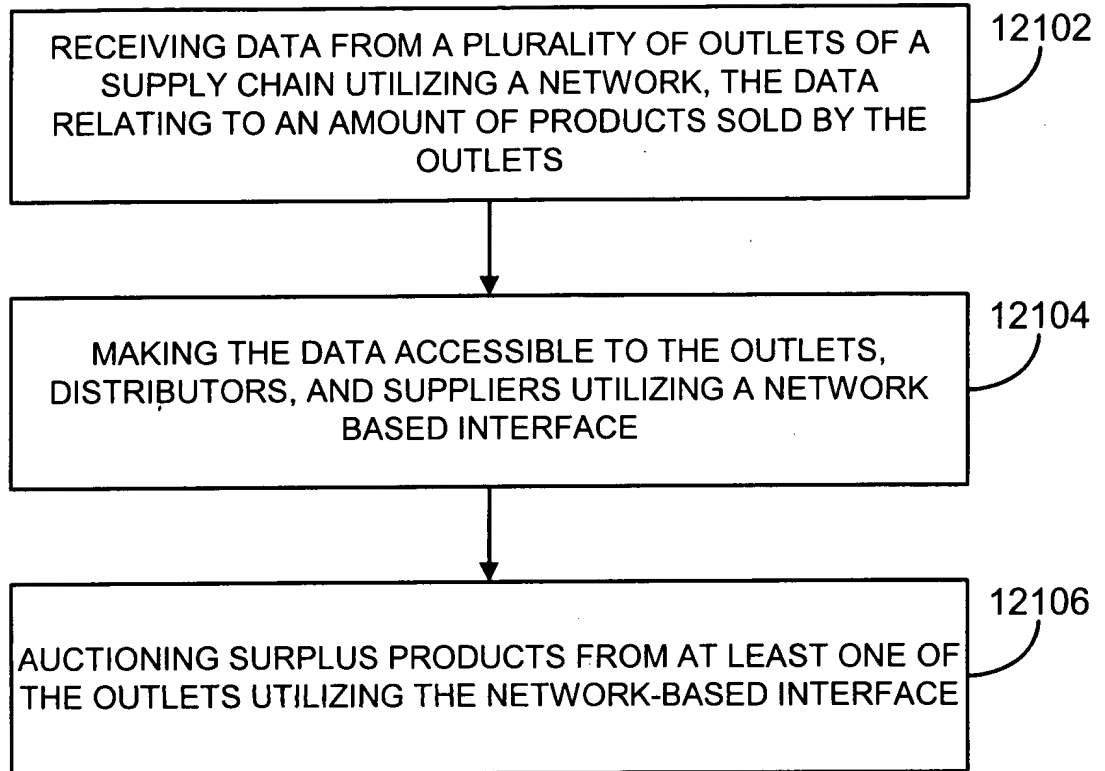 RECEIVING DATA FROM A PLURALITY OF OUTLETS OF A
SUPPLY CHAIN UTILIZING A NETWORK, THE DATA
RELATING TO AN AMOUNT OF PRODUCTS SOLD BY THE
OUTLETS
12102
MAKING THE DATA ACCESSIBLE TO THE OUTLETS,
DISTRIBUTORS, AND SUPPLIERS UTILIZING A NETWORK
BASED INTERFACE
12104
AUCTIONING SURPLUS PRODUCTS FROM AT LEAST ONE OF
THE OUTLETS UTILIZING THE NETWORK-BASED INTERFACE
12106